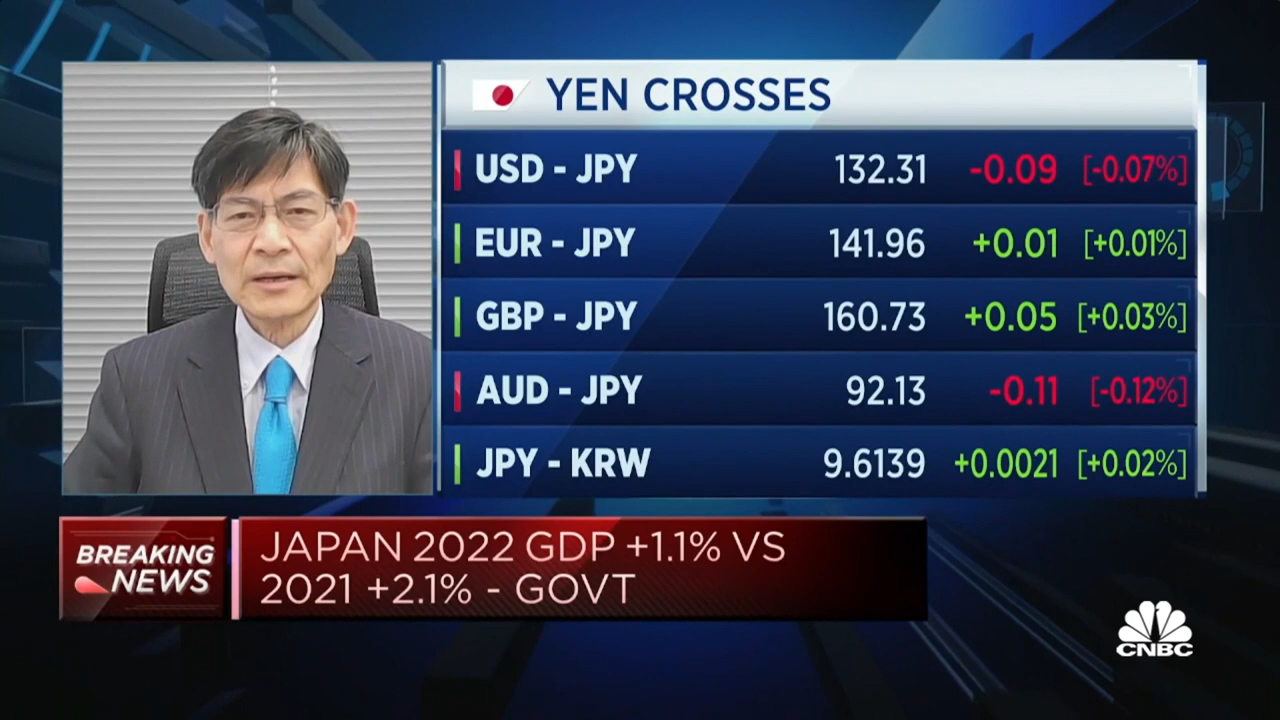 YEN CROSSES
USD - JPY 132.31 -0.09 [-0.07%]
EUR - JPY 141.96 +0.01 [+0.01%]
GBP - JPY 160.73 +0.05 [+0.03%]
AUD - JPY 92.13 -0.11 [-0.12%]
JPY - KRW 9.6139 +0.0021 [+0.02%]
BREAKING
NEWS
JAPAN 2022 GDP +1.1% VS
2021 +2.1% - GOVT
CNBC